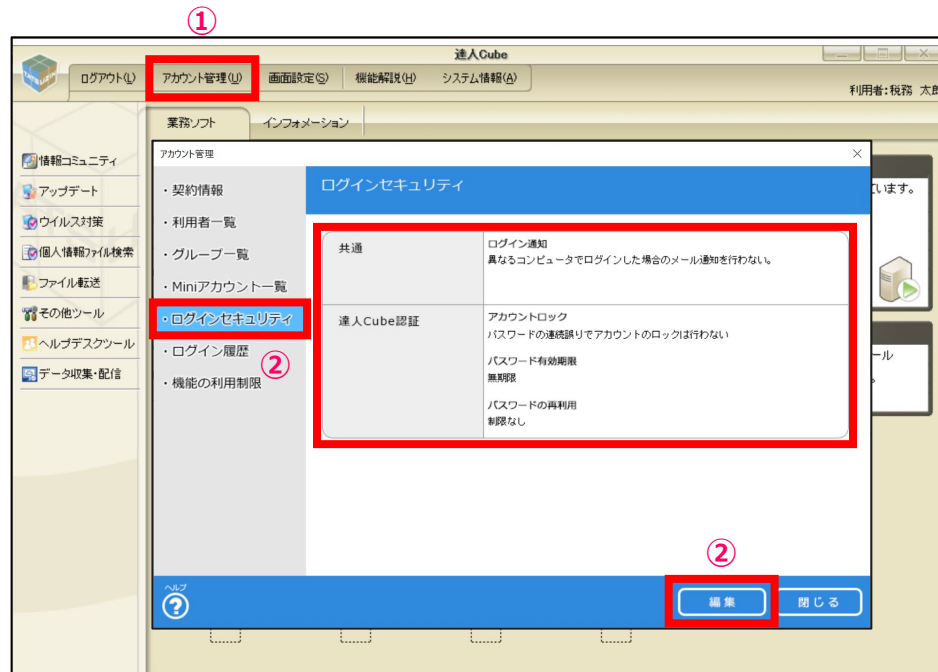 ①
達人Cube
ログアウト(L) アカウント管理(U) 画面設定(S) 機能解説(H) システム情報(A)
利用者:税務 太郎
業務ソフト インフォメーション
情報コミュニティ
アップデート
ウイルス対策
個人情報ファイル検索
ファイル転送
その他ツール
ヘルプデスクツール
データ収集・配信
アカウント管理
・契約情報
・利用者一覧
・グループ一覧
・Miniアカウント一覧
・ログインセキュリティ
②
・ログイン履歴
・機能の利用制限
ログインセキュリティ
共通
ログイン通知
異なるコンピュータでログインした場合のメール通知を行わない。
達人Cube認証
アカウントロック
パスワードの連続誤りでアカウントのロックは行わない
パスワード有効期限
無期限
パスワードの再利用
制限なし
います。
ール
。
②
ヘルプ
?
編集 閉じる